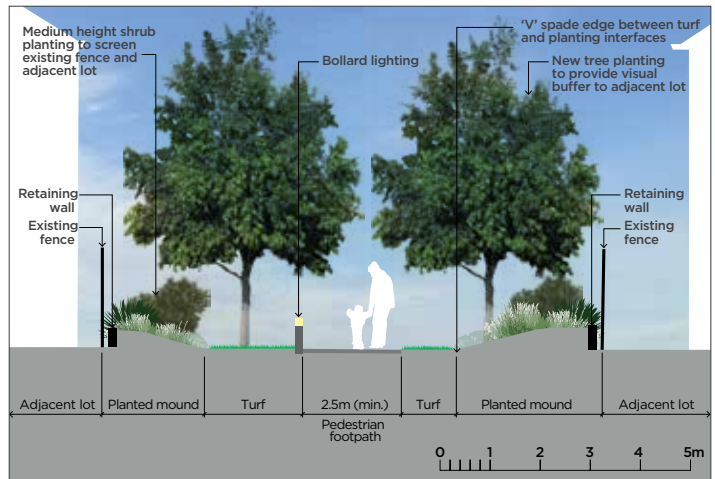 Medium height shrub
planting to screen
existing fence and
adjacent lot
Bollard lighting
‘V’ spade edge between turf
and planting interfaces
New tree planting
to provide visual
buffer to adjacent lot
Retaining
wall
Existing
fence
Retaining
wall
Existing
fence
Adjacent lot
Planted mound
Turf
2.5m (min.)
Pedestrian
footpath
Turf
Planted mound
Adjacent lot
0 1 2 3 4 5m